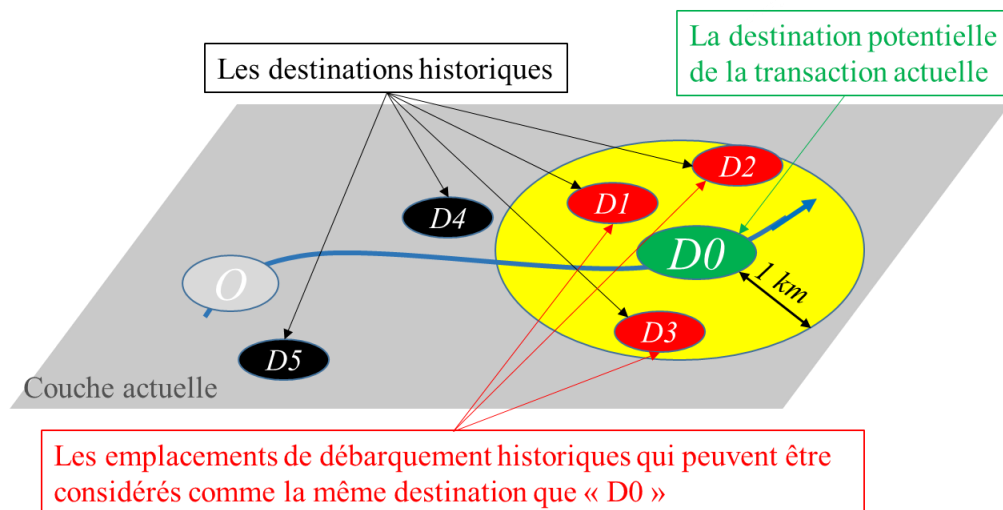 La destination potentielle
de la transaction actuelle
Les destinations historiques
D2
D1
D4
D0
O
1 km
D3
D5
Couche actuelle
Les emplacements de débarquement historiques qui peuvent être
considérés comme la même destination que « D0 »